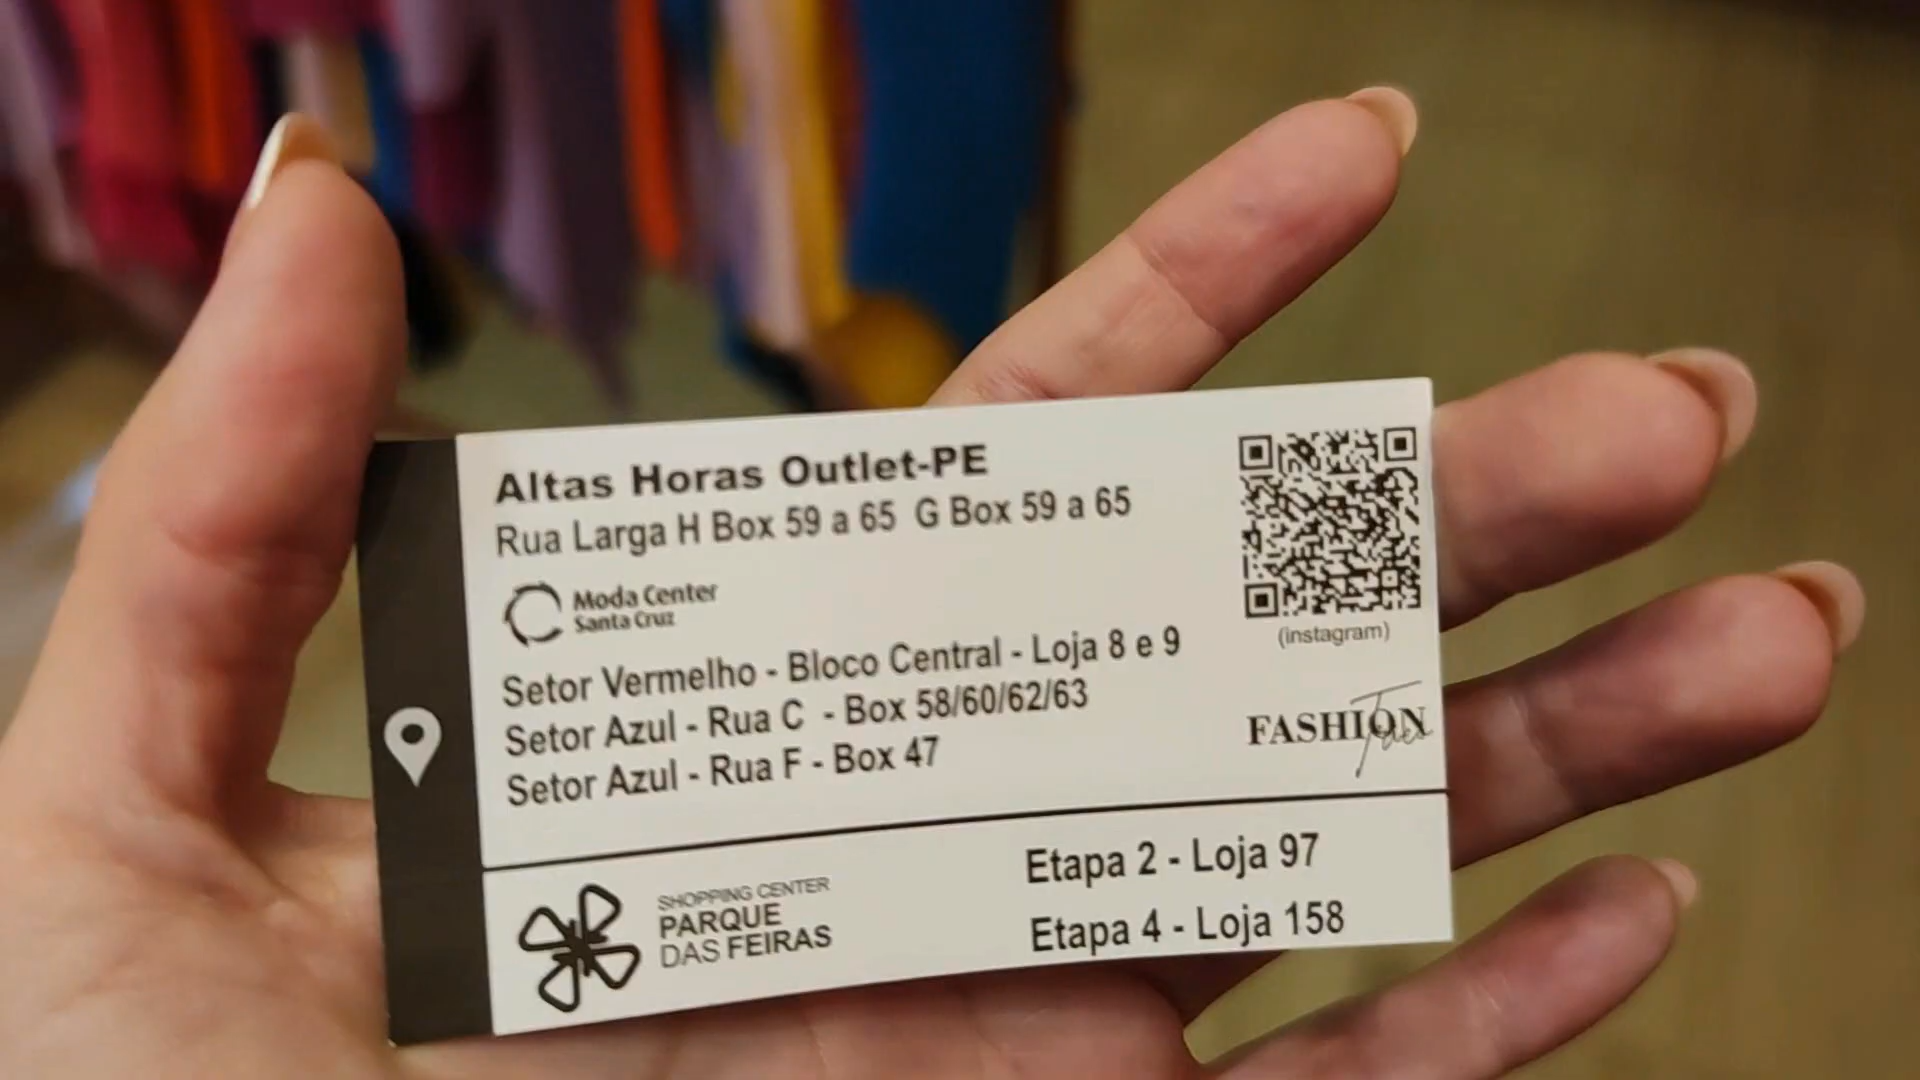 Altas Horas Outlet-PE
Rua Larga H Box 59 a 65 G Box 59 a 65
Moda Center
Santa Cruz
Setor Vermelho - Bloco Central - Loja 8 e 9
Setor Azul - Rua C - Box 58/60/62/63
Setor Azul - Rua F - Box 47
(instagram)
FASHION
SHOPPING CENTER
PARQUE
DAS FEIRAS
Etapa 2 - Loja 97
Etapa 4 - Loja 158